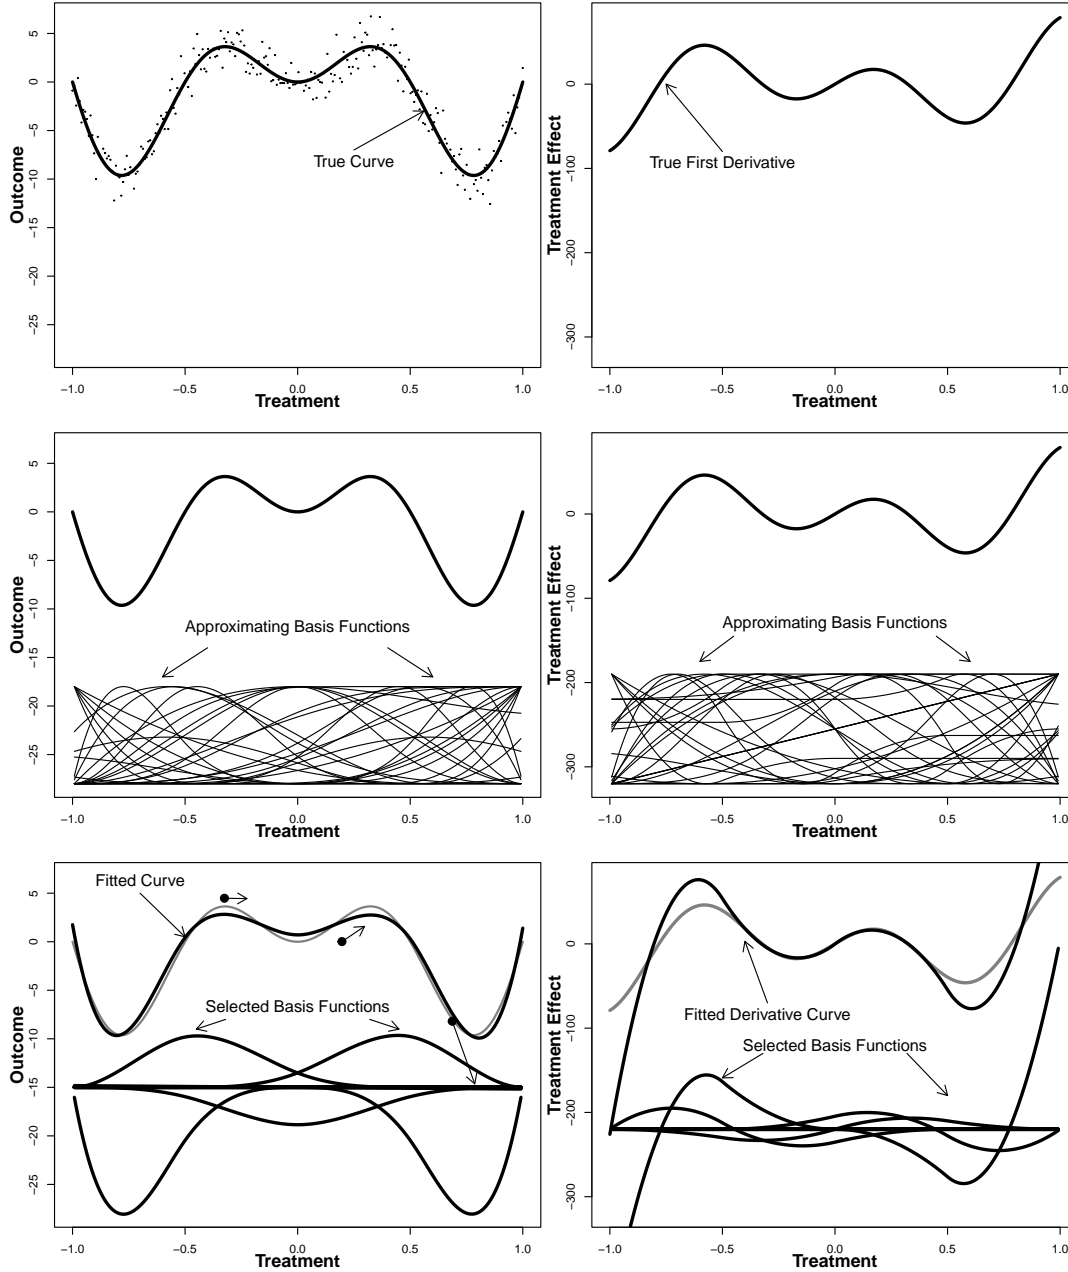 5
0
−5
−10
−15
−20
−25
Outcome
True Curve
−1.0 −0.5 0.0 0.5 1.0
Treatment
0
−100
−200
−300
Treatment Effect
True First Derivative
−1.0 −0.5 0.0 0.5 1.0
Treatment
5
0
−5
−10
−15
−20
−25
Outcome
Approximating Basis Functions
−1.0 −0.5 0.0 0.5 1.0
Treatment
0
−100
−200
−300
Treatment Effect
Approximating Basis Functions
−1.0 −0.5 0.0 0.5 1.0
Treatment
5
0
−5
−10
−15
−20
−25
Outcome
Fitted Curve
Selected Basis Functions
−1.0 −0.5 0.0 0.5 1.0
Treatment
0
−100
−200
−300
Treatment Effect
Fitted Derivative Curve
Selected Basis Functions
−1.0 −0.5 0.0 0.5 1.0
Treatment